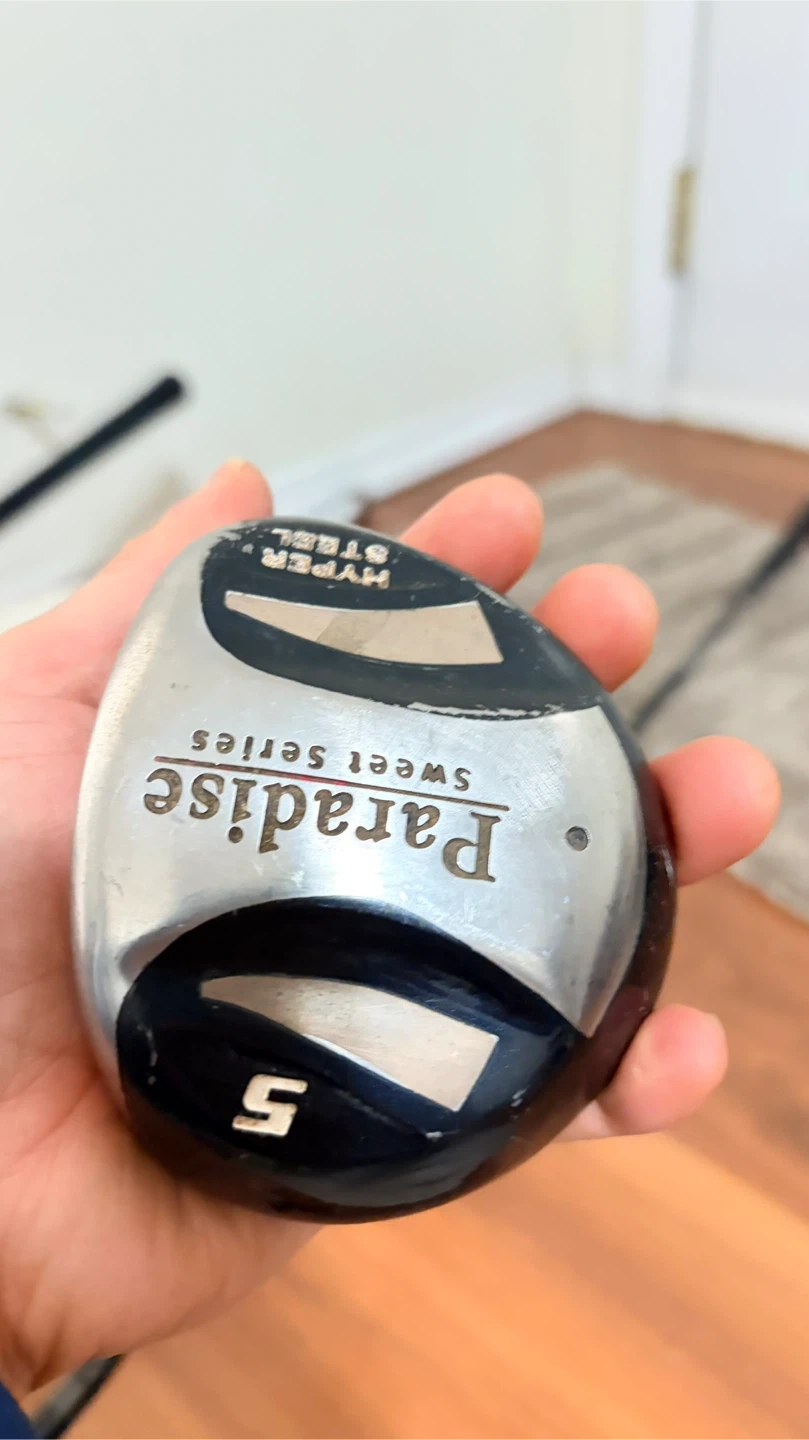 Paradise
Sweet Series
HYPER
STEEL
5